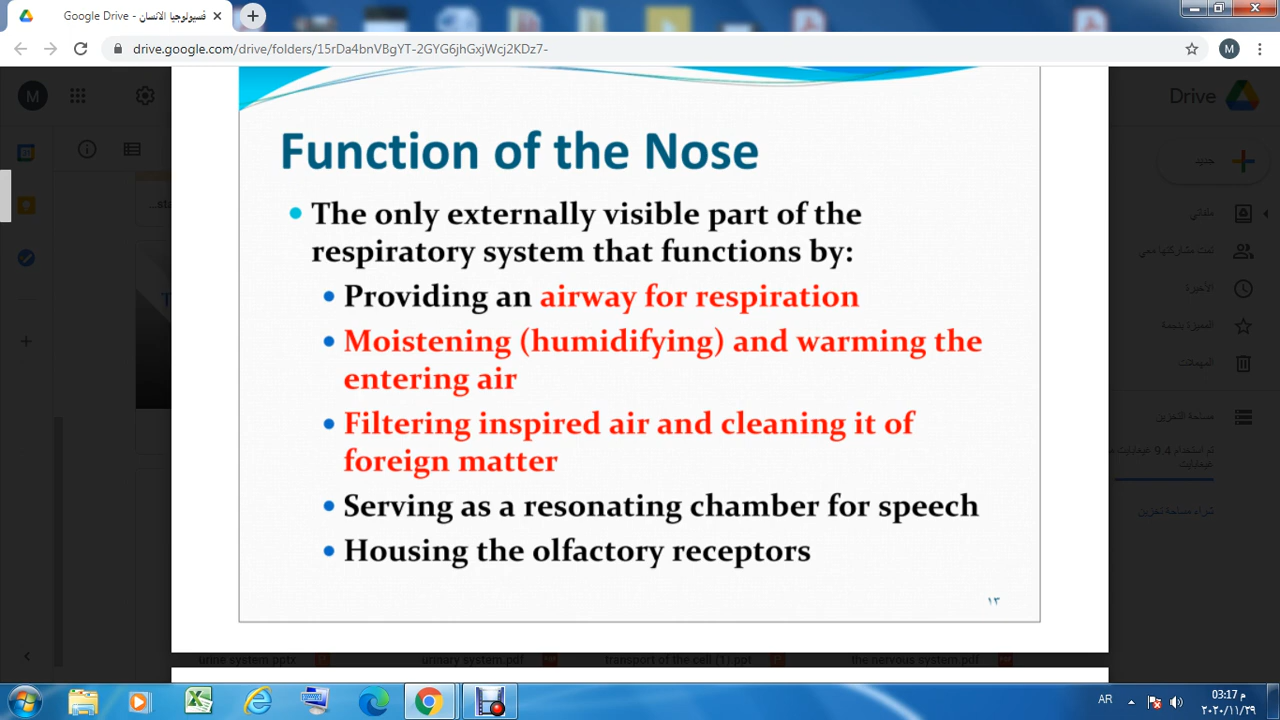 فسيولوجيا الانسان - Google Drive
drive.google.com/drive/folders/15rDa4bnVBgYT-2GYG6jhGxjWcj2KDz7-
M
M
Drive
جديد
ملفاتي
تمت مشاركتها معي
الأخيرة
المميزة بنجمة
المهملات
مساحة التخزين
تم استخدام 9.4 غيغابايت
غيغابايت
شراء مساحة تخزين
Function of the Nose
• The only externally visible part of the
respiratory system that functions by:
• Providing an airway for respiration
• Moistening (humidifying) and warming the
entering air
• Filtering inspired air and cleaning it of
foreign matter
• Serving as a resonating chamber for speech
• Housing the olfactory receptors
١٣
urine system.pptx
urinary system.pdf
transport of the cell (1).ppt
the nervous system.pdf
AR
03:17 م
٢٠٢٠/١١/٢٩